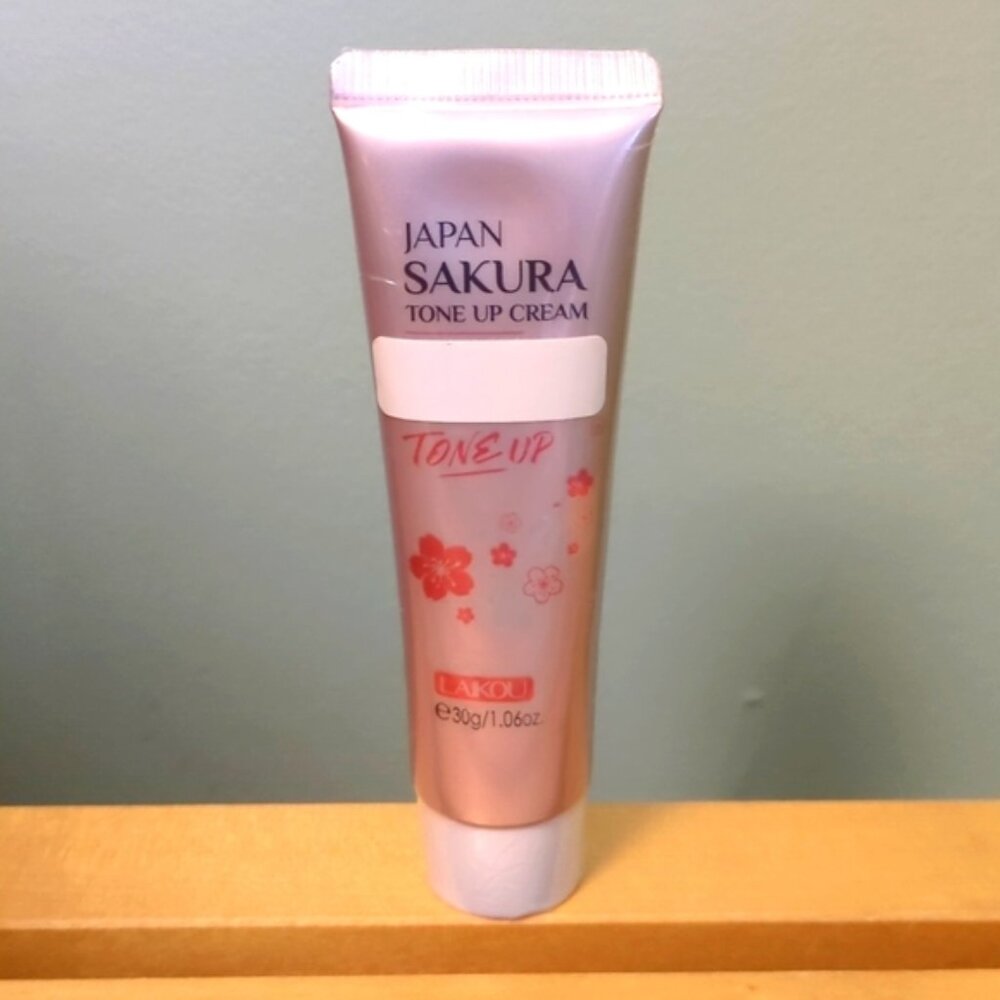 JAPAN
SAKURA
TONE UP CREAM
TONE UP
LAIKOU
℮30g/1.06oz.